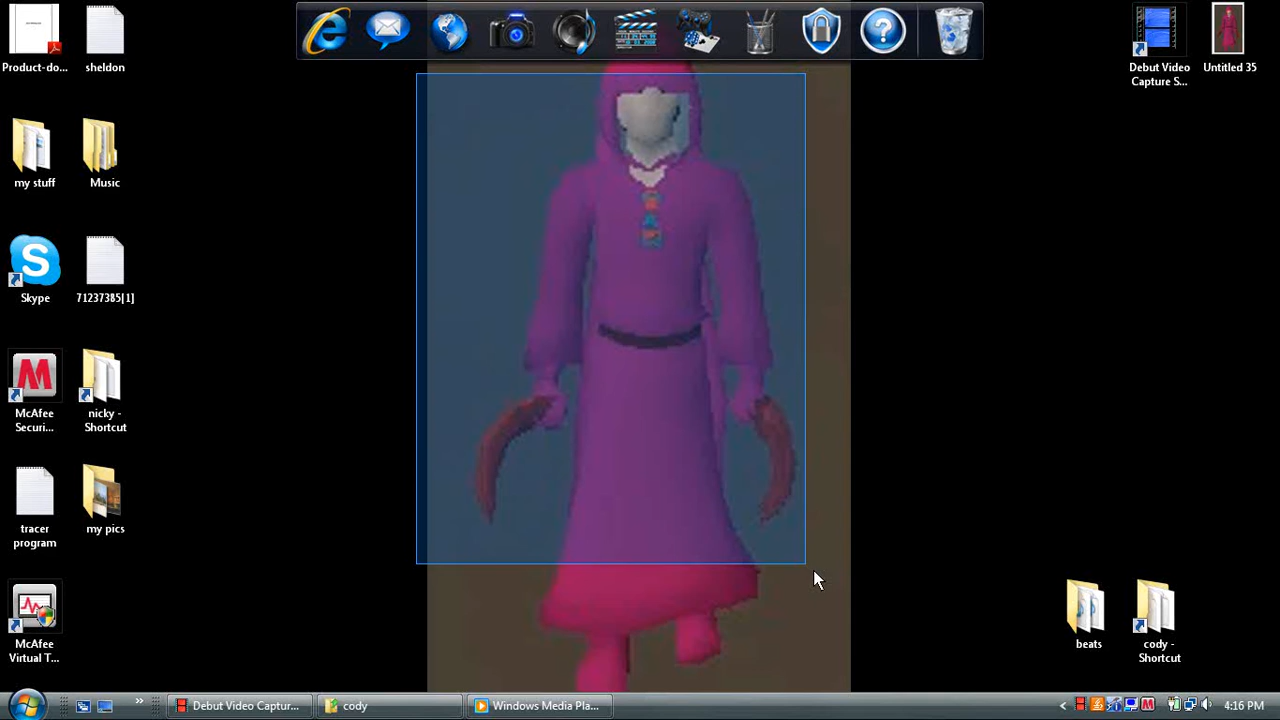 Product-do...
sheldon
my stuff
Music
Skype
71237385[1]
McAfee
Securi...
nicky -
Shortcut
tracer
program
my pics
McAfee
Virtual T...
Debut Video
Capture S...
Untitled 35
beats
cody -
Shortcut
Debut Video Captur...
cody
Windows Media Pla...
4:16 PM